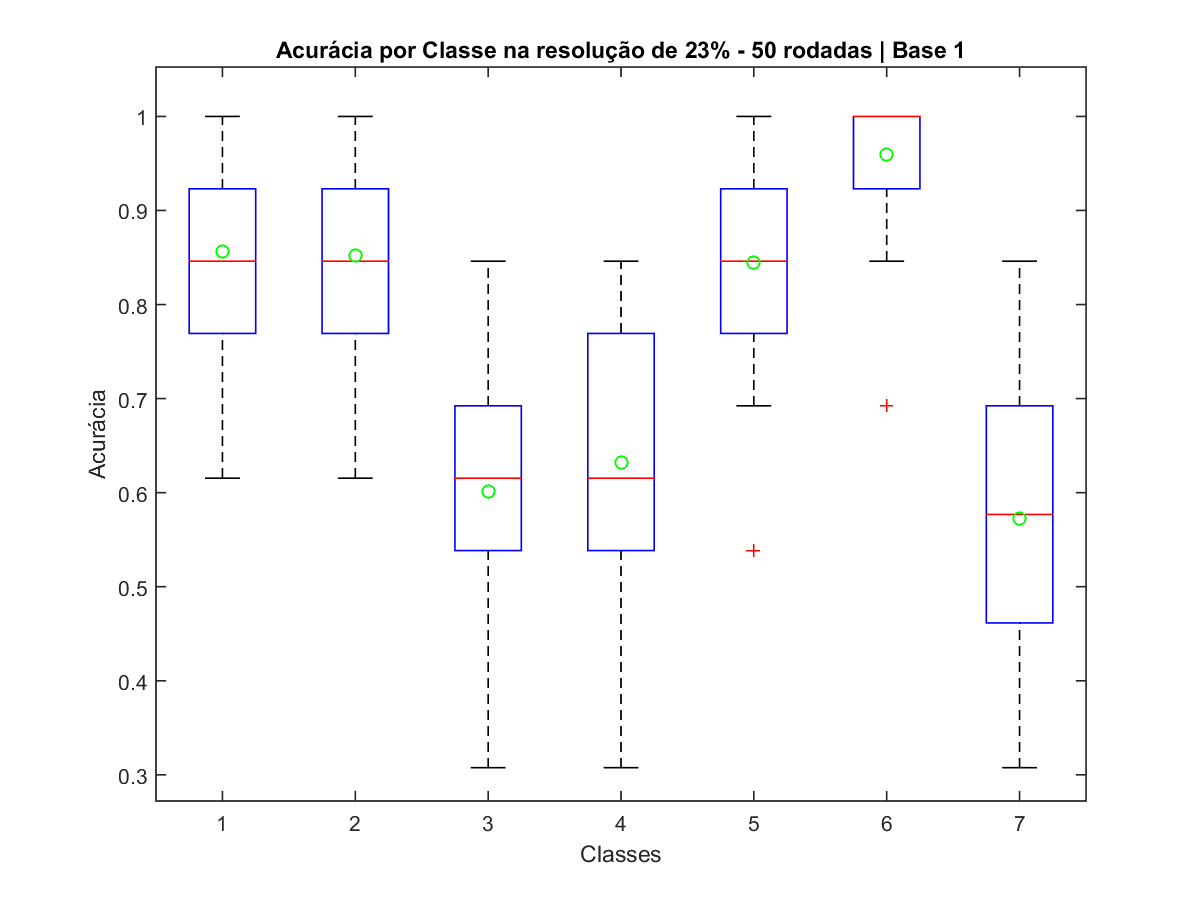 Acurácia por Classe na resolução de 23% - 50 rodadas | Base 1
1
0.9
0.8
0.7
0.6
0.5
0.4
0.3
Acurácia
1 2 3 4 5 6 7
Classes